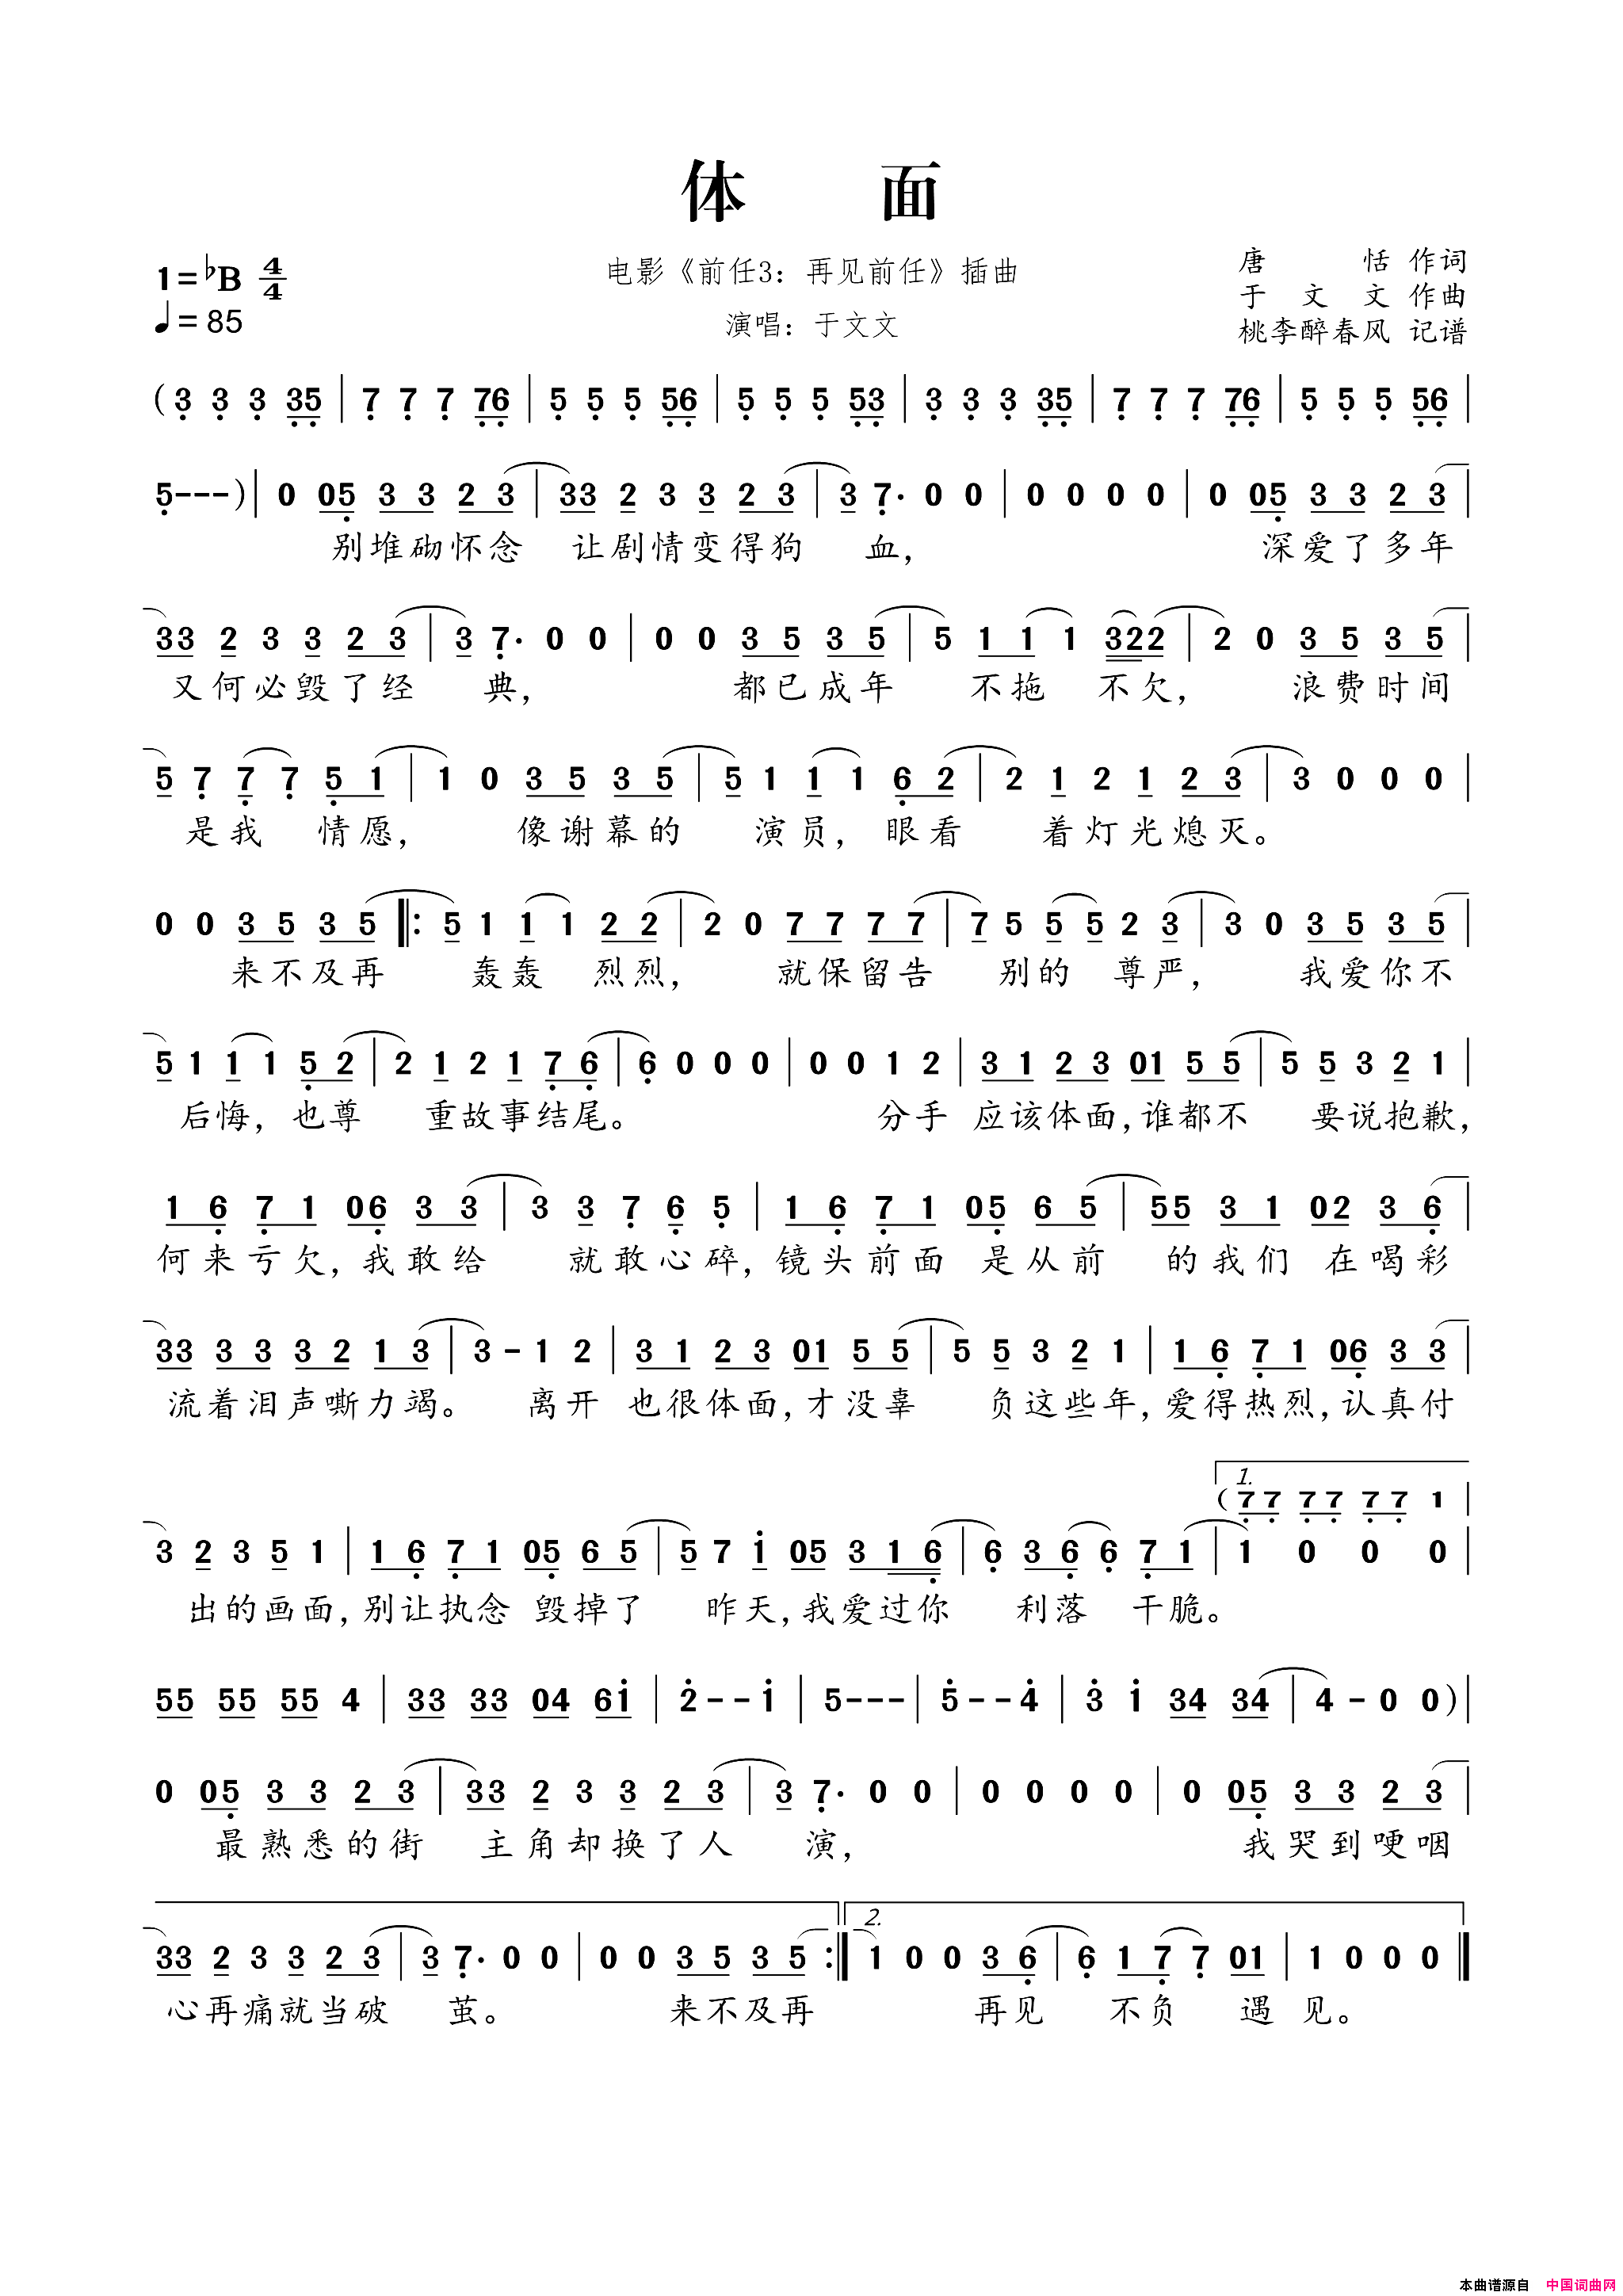 体 面
1=♭B 4/4
♩=85
电影《前任3：再见前任》插曲
演唱：于文文
唐 恬 作词
于 文 文 作曲
桃李醉春风 记谱
(3 3 3 35 | 7 7 7 76 | 5 5 5 56 | 5 5 5 53 | 3 3 3 35 | 7 7 7 76 | 5 5 5 56 |
5---) | 0 05 3 3 2 3 | 33 2 3 3 2 3 | 3 7· 0 0 | 0 0 0 0 | 0 05 3 3 2 3 |
别堆砌怀念 让剧情变得狗 血， 深爱了多年
33 2 3 3 2 3 | 3 7· 0 0 | 0 0 3 5 3 5 | 5 1 1 1 322 | 2 0 3 5 3 5 |
又何必毁了经 典， 都已成年 不拖 不欠， 浪费时间
5 7 7 7 5 1 | 1 0 3 5 3 5 | 5 1 1 1 6 2 | 2 1 2 1 2 3 | 3 0 0 0 |
是我 情愿， 像谢幕的 演员，眼看 着灯光熄灭。
0 0 3 5 3 5 ‖: 5 1 1 1 2 2 | 2 0 7 7 7 7 | 7 5 5 5 2 3 | 3 0 3 5 3 5 |
来不及再 轰轰 烈烈， 就保留告 别的 尊严， 我爱你不
5 1 1 1 5 2 | 2 1 2 1 7 6 | 6 0 0 0 | 0 0 1 2 | 3 1 2 3 01 5 5 | 5 5 3 2 1 |
后悔，也尊 重故事结尾。 分手 应该体面，谁都不 要说抱歉，
1 6 7 1 06 3 3 | 3 3 7 6 5 | 1 6 7 1 05 6 5 | 55 3 1 02 3 6 |
何来亏欠，我敢给 就敢心碎，镜头前面 是从前 的我们 在喝彩
33 3 3 3 2 1 3 | 3 - 1 2 | 3 1 2 3 01 5 5 | 5 5 3 2 1 | 1 6 7 1 06 3 3 |
流着泪声嘶力竭。 离开 也很体面，才没辜 负这些年，爱得热烈，认真付
1.
(7 7 7 7 7 7 1 |
3 2 3 5 1 | 1 6 7 1 05 6 5 | 5 7 1 05 3 1 6 | 6 3 6 6 7 1 | 1 0 0 0 |
出的画面，别让执念 毁掉了 昨天，我爱过你 利落 干脆。
55 55 55 4 | 33 33 04 61 | 2--1 | 5--- | 5--4 | 3 1 34 34 | 4 - 0 0) |
0 05 3 3 2 3 | 33 2 3 3 2 3 | 3 7· 0 0 | 0 0 0 0 | 0 05 3 3 2 3 |
最熟悉的街 主角却换了人 演， 我哭到哽咽
2.
33 2 3 3 2 3 | 3 7· 0 0 | 0 0 3 5 3 5 :‖ 1 0 0 3 6 | 6 1 7 7 01 | 1 0 0 0 ‖
心再痛就当破 茧。 来不及再 再见 不负 遇 见。
本曲谱源自 中国词曲网